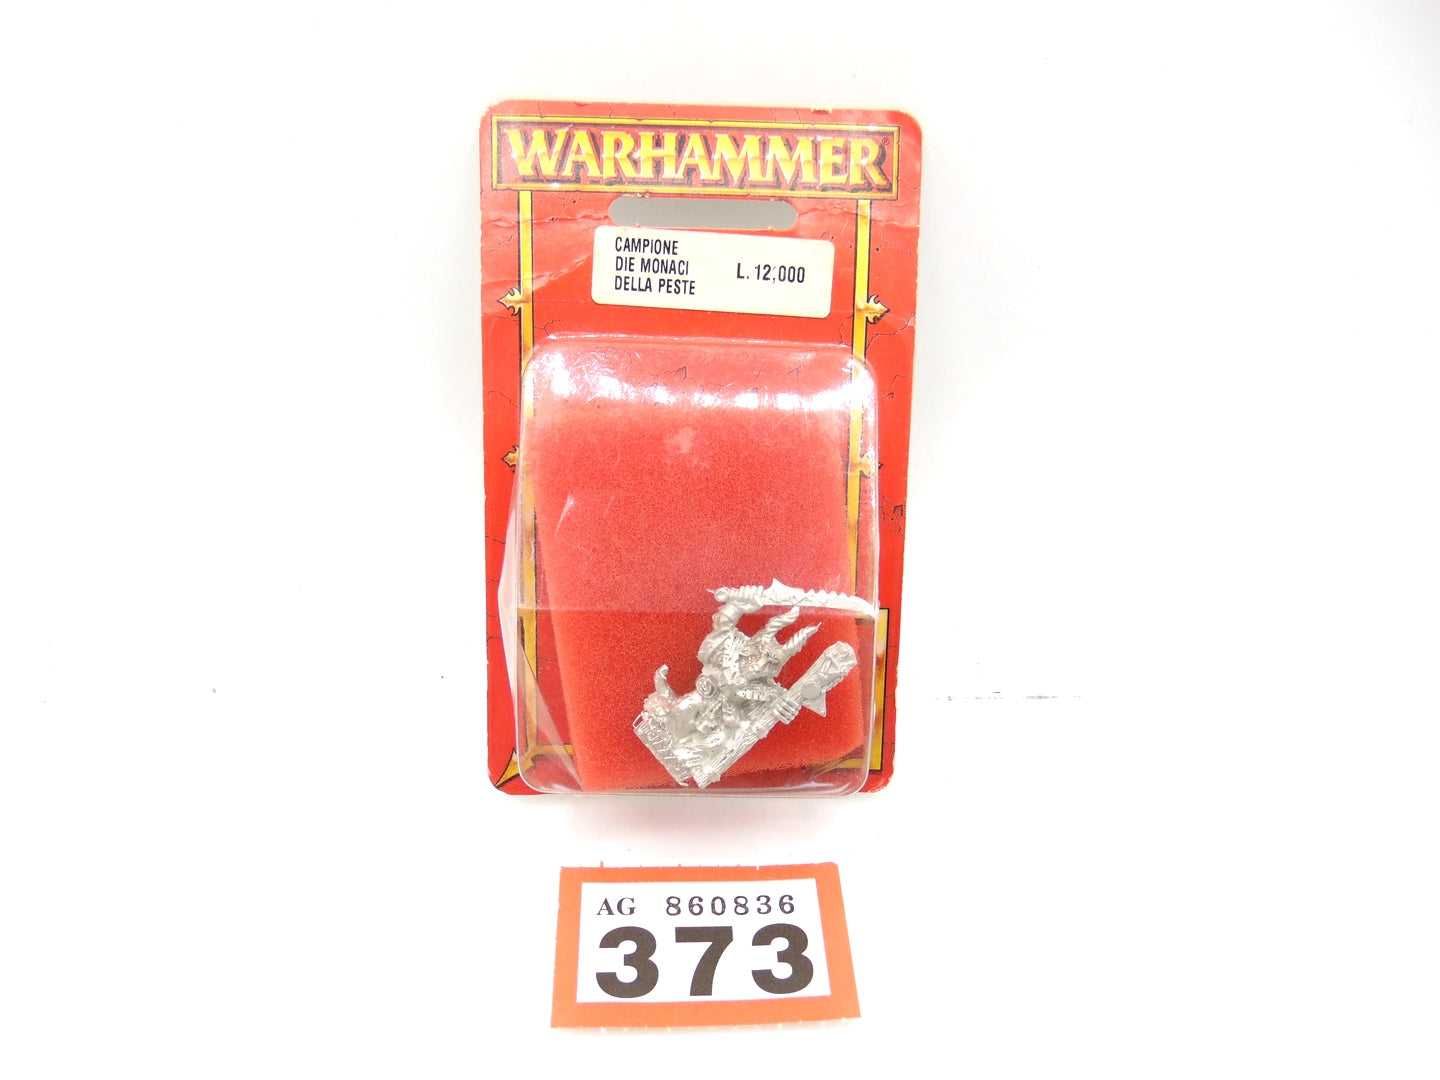 WARHAMMER®
CAMPIONE
DIE MONACI
DELLA PESTE
L. 12,000
AG 860836
373